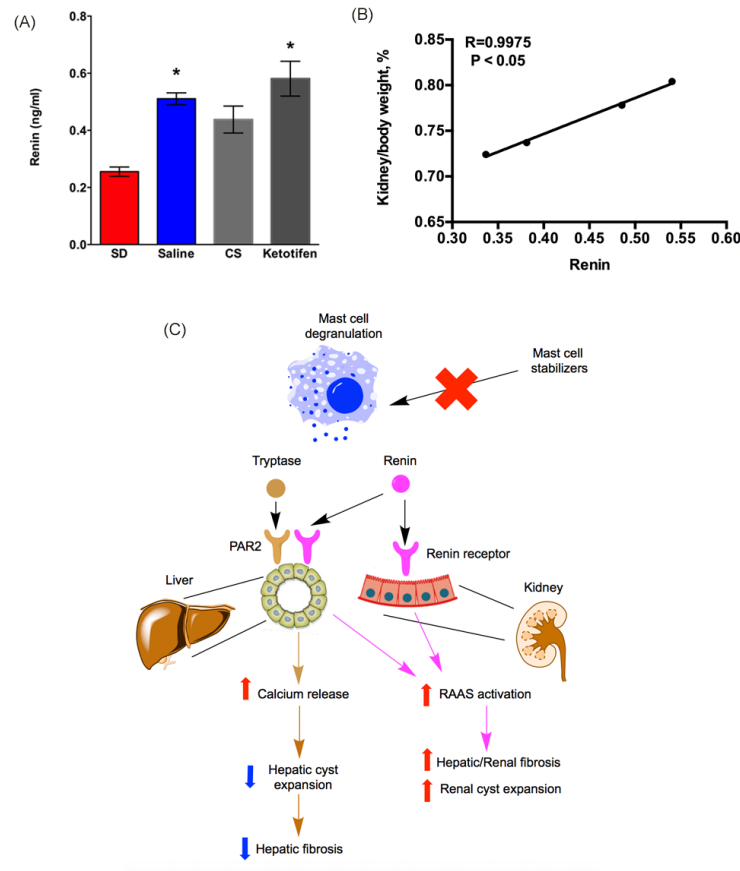 (A)
Renin (ng/ml)
0.8
0.6
0.4
0.2
0.0
*
*
SD
Saline
CS
Ketotifen
(B)
Kidney/body weight, %
0.85
0.80
0.75
0.70
0.65
R=0.9975
P < 0.05
0.30
0.35
0.40
0.45
0.50
0.55
0.60
Renin
(C)
Mast cell
degranulation
Mast cell
stabilizers
Tryptase
Renin
PAR2
Renin receptor
Liver
Kidney
Calcium release
RAAS activation
Hepatic cyst
expansion
Hepatic/Renal fibrosis
Renal cyst expansion
Hepatic fibrosis